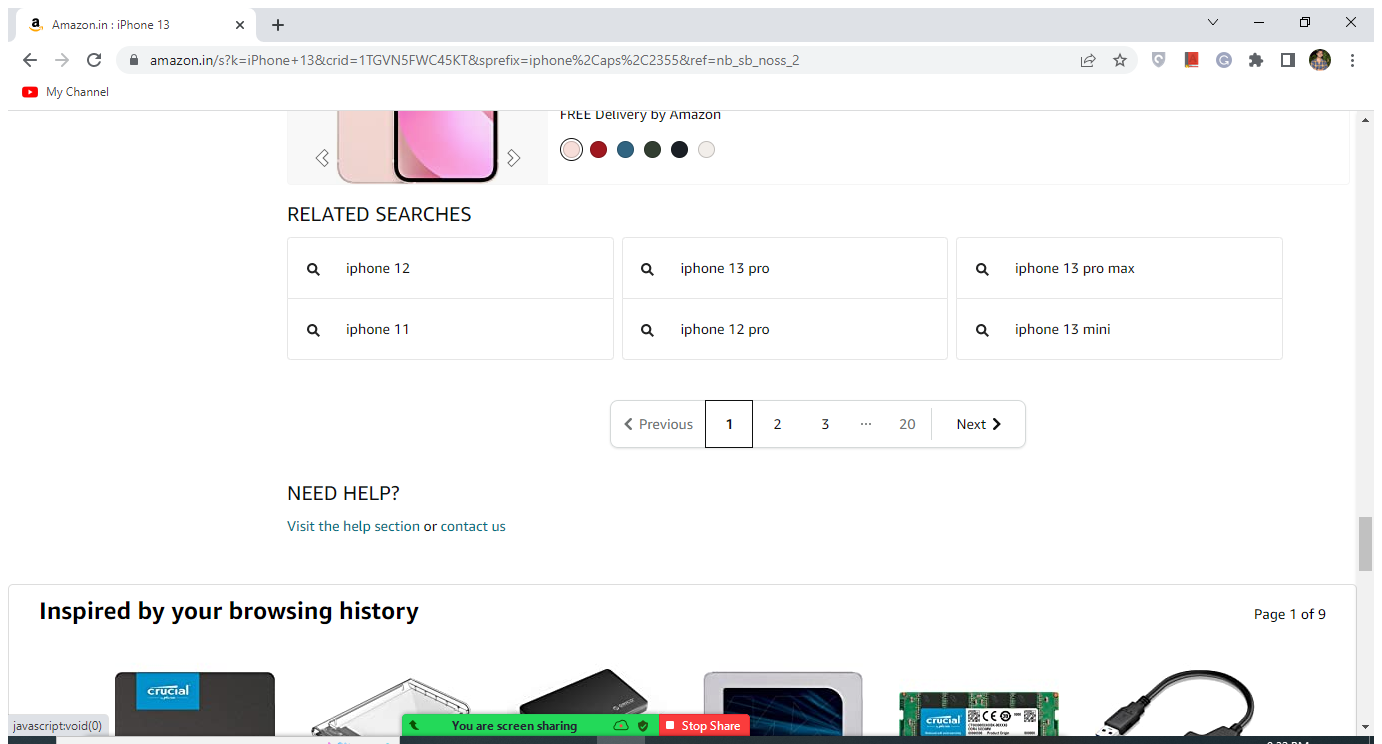 Amazon.in : iPhone 13
amazon.in/s?k=iPhone+13&crid=1TGVN5FWC45KT&sprefix=iphone%2Caps%2C2355&ref=nb_sb_noss_2
My Channel
FREE Delivery by Amazon
RELATED SEARCHES
iphone 12 iphone 13 pro iphone 13 pro max
iphone 11 iphone 12 pro iphone 13 mini
Previous 1 2 3 ... 20 Next
NEED HELP?
Visit the help section or contact us
Inspired by your browsing history Page 1 of 9
crucial
crucial
javascript:void(0) You are screen sharing Stop Share